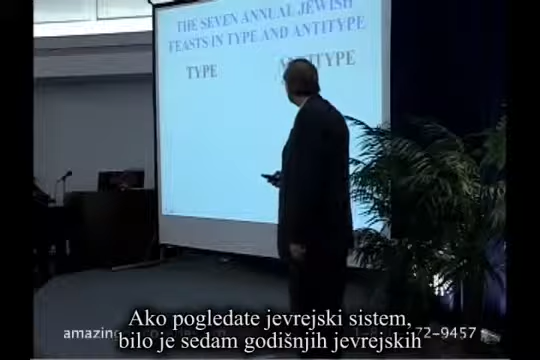 THE SEVEN ANNUAL JEWISH
FEASTS IN TYPE AND ANTITYPE
TYPE
ANTITYPE
Ako pogledate jevrejski sistem,
bilo je sedam godišnjih jevrejskih
72-9457